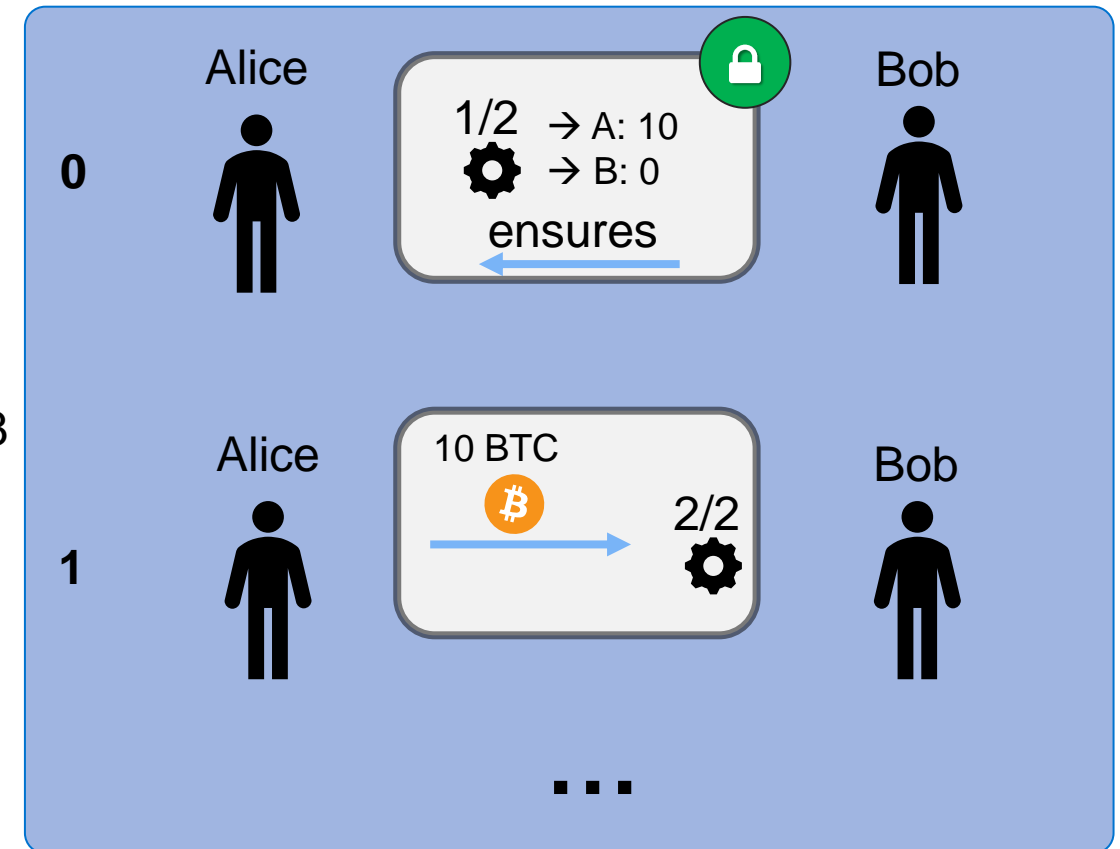 Alice
Bob
0
1/2 → A: 10
→ B: 0
ensures
Alice
10 BTC
Bob
1
2/2
...